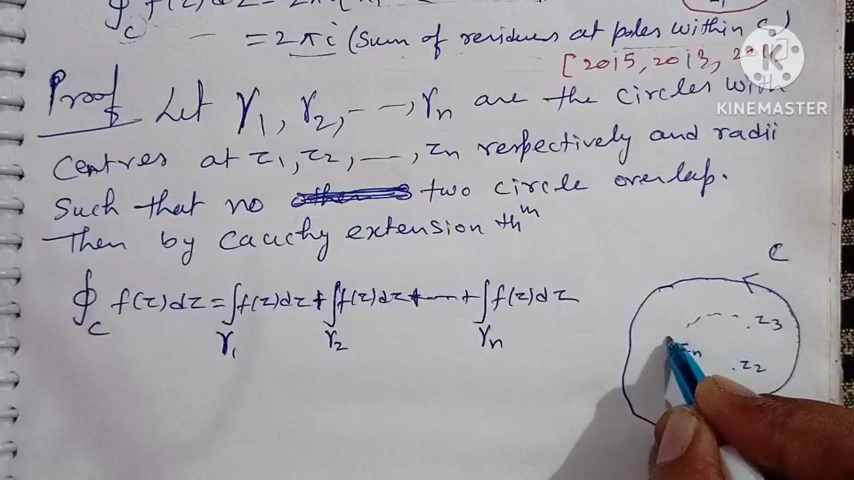 ∮ f(z)dz = 2πi
C
= 2πi (Sum of residues at poles within C)
[2015, 2013,
KINEMASTER
Proof Let γ1, γ2, ---, γn are the circles with
Centres at z1, z2, ---, zn respectively and radii
Such that no two circle overlap.
Then by Cauchy extension thm
∮ f(z)dz = ∫f(z)dz + ∫f(z)dz + --- + ∫ f(z)dz
C γ1 γ2 γn
C
z3
z2